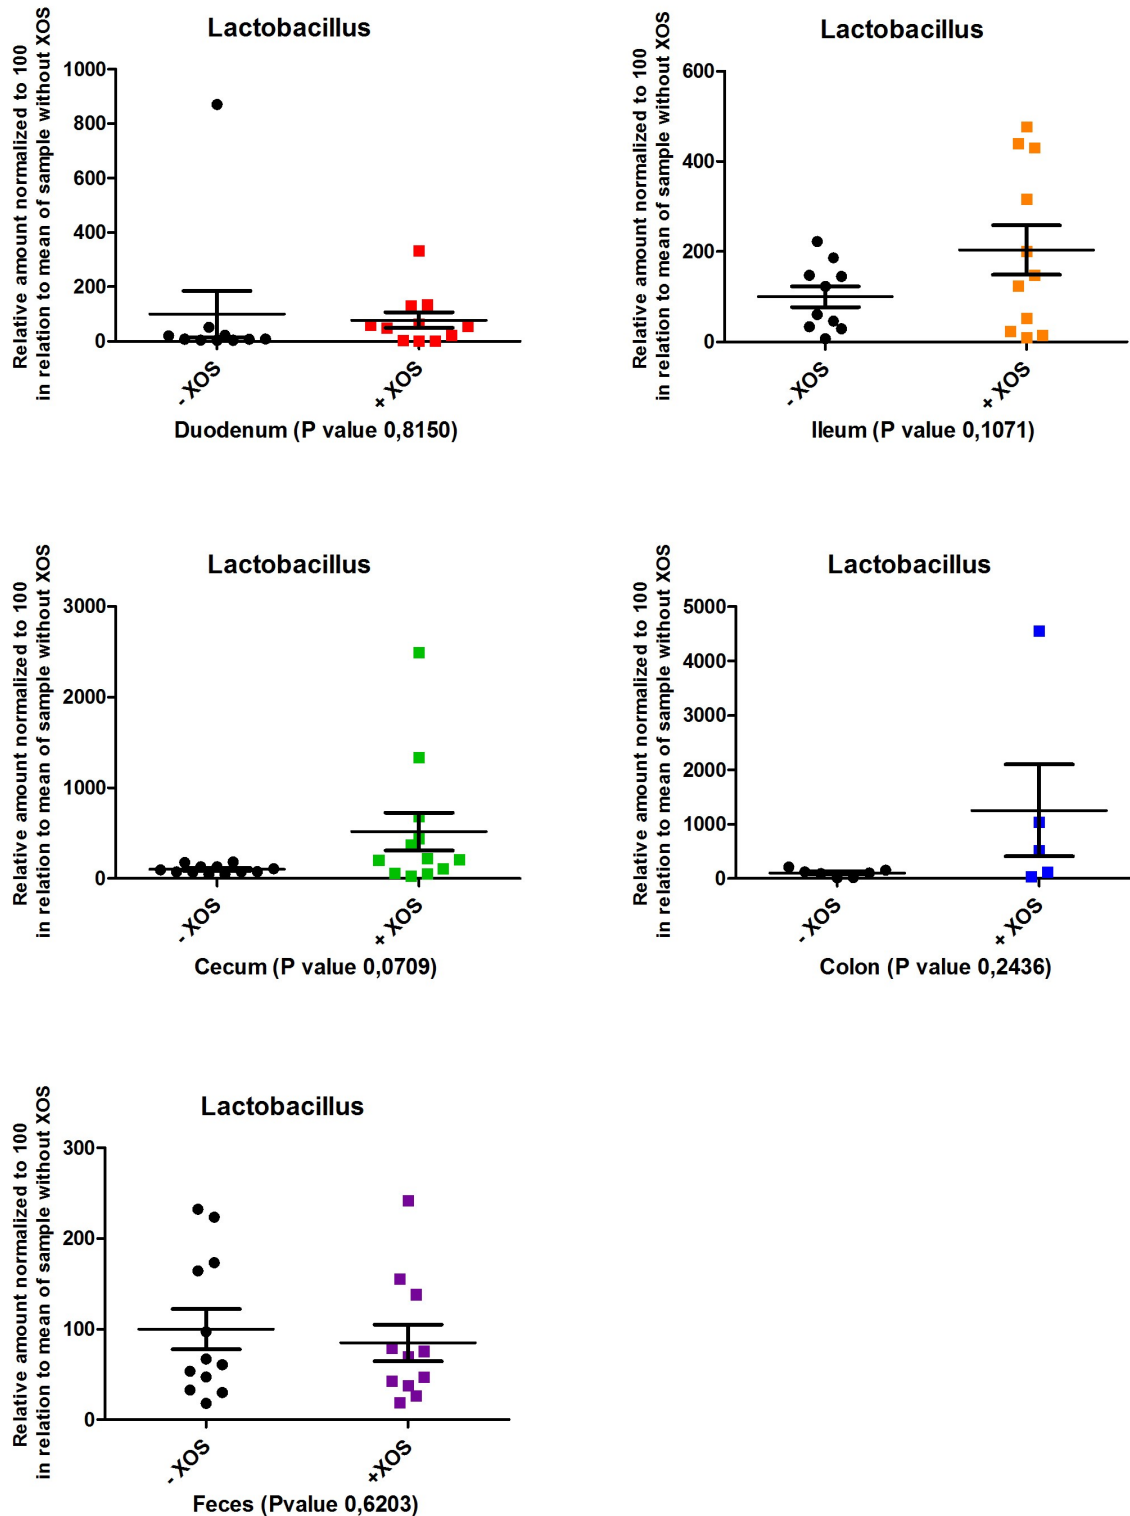 Lactobacillus
Relative amount normalized to 100
in relation to mean of sample without XOS
1000
800
600
400
200
0
- XOS
+ XOS
Duodenum (P value 0,8150)
Lactobacillus
Relative amount normalized to 100
in relation to mean of sample without XOS
600
400
200
0
- XOS
+ XOS
Ileum (P value 0,1071)
Lactobacillus
Relative amount normalized to 100
in relation to mean of sample without XOS
3000
2000
1000
0
- XOS
+ XOS
Cecum (P value 0,0709)
Lactobacillus
Relative amount normalized to 100
in relation to mean of sample without XOS
5000
4000
3000
2000
1000
0
- XOS
+ XOS
Colon (P value 0,2436)
Lactobacillus
Relative amount normalized to 100
in relation to mean of sample without XOS
300
200
100
0
- XOS
+XOS
Feces (Pvalue 0,6203)